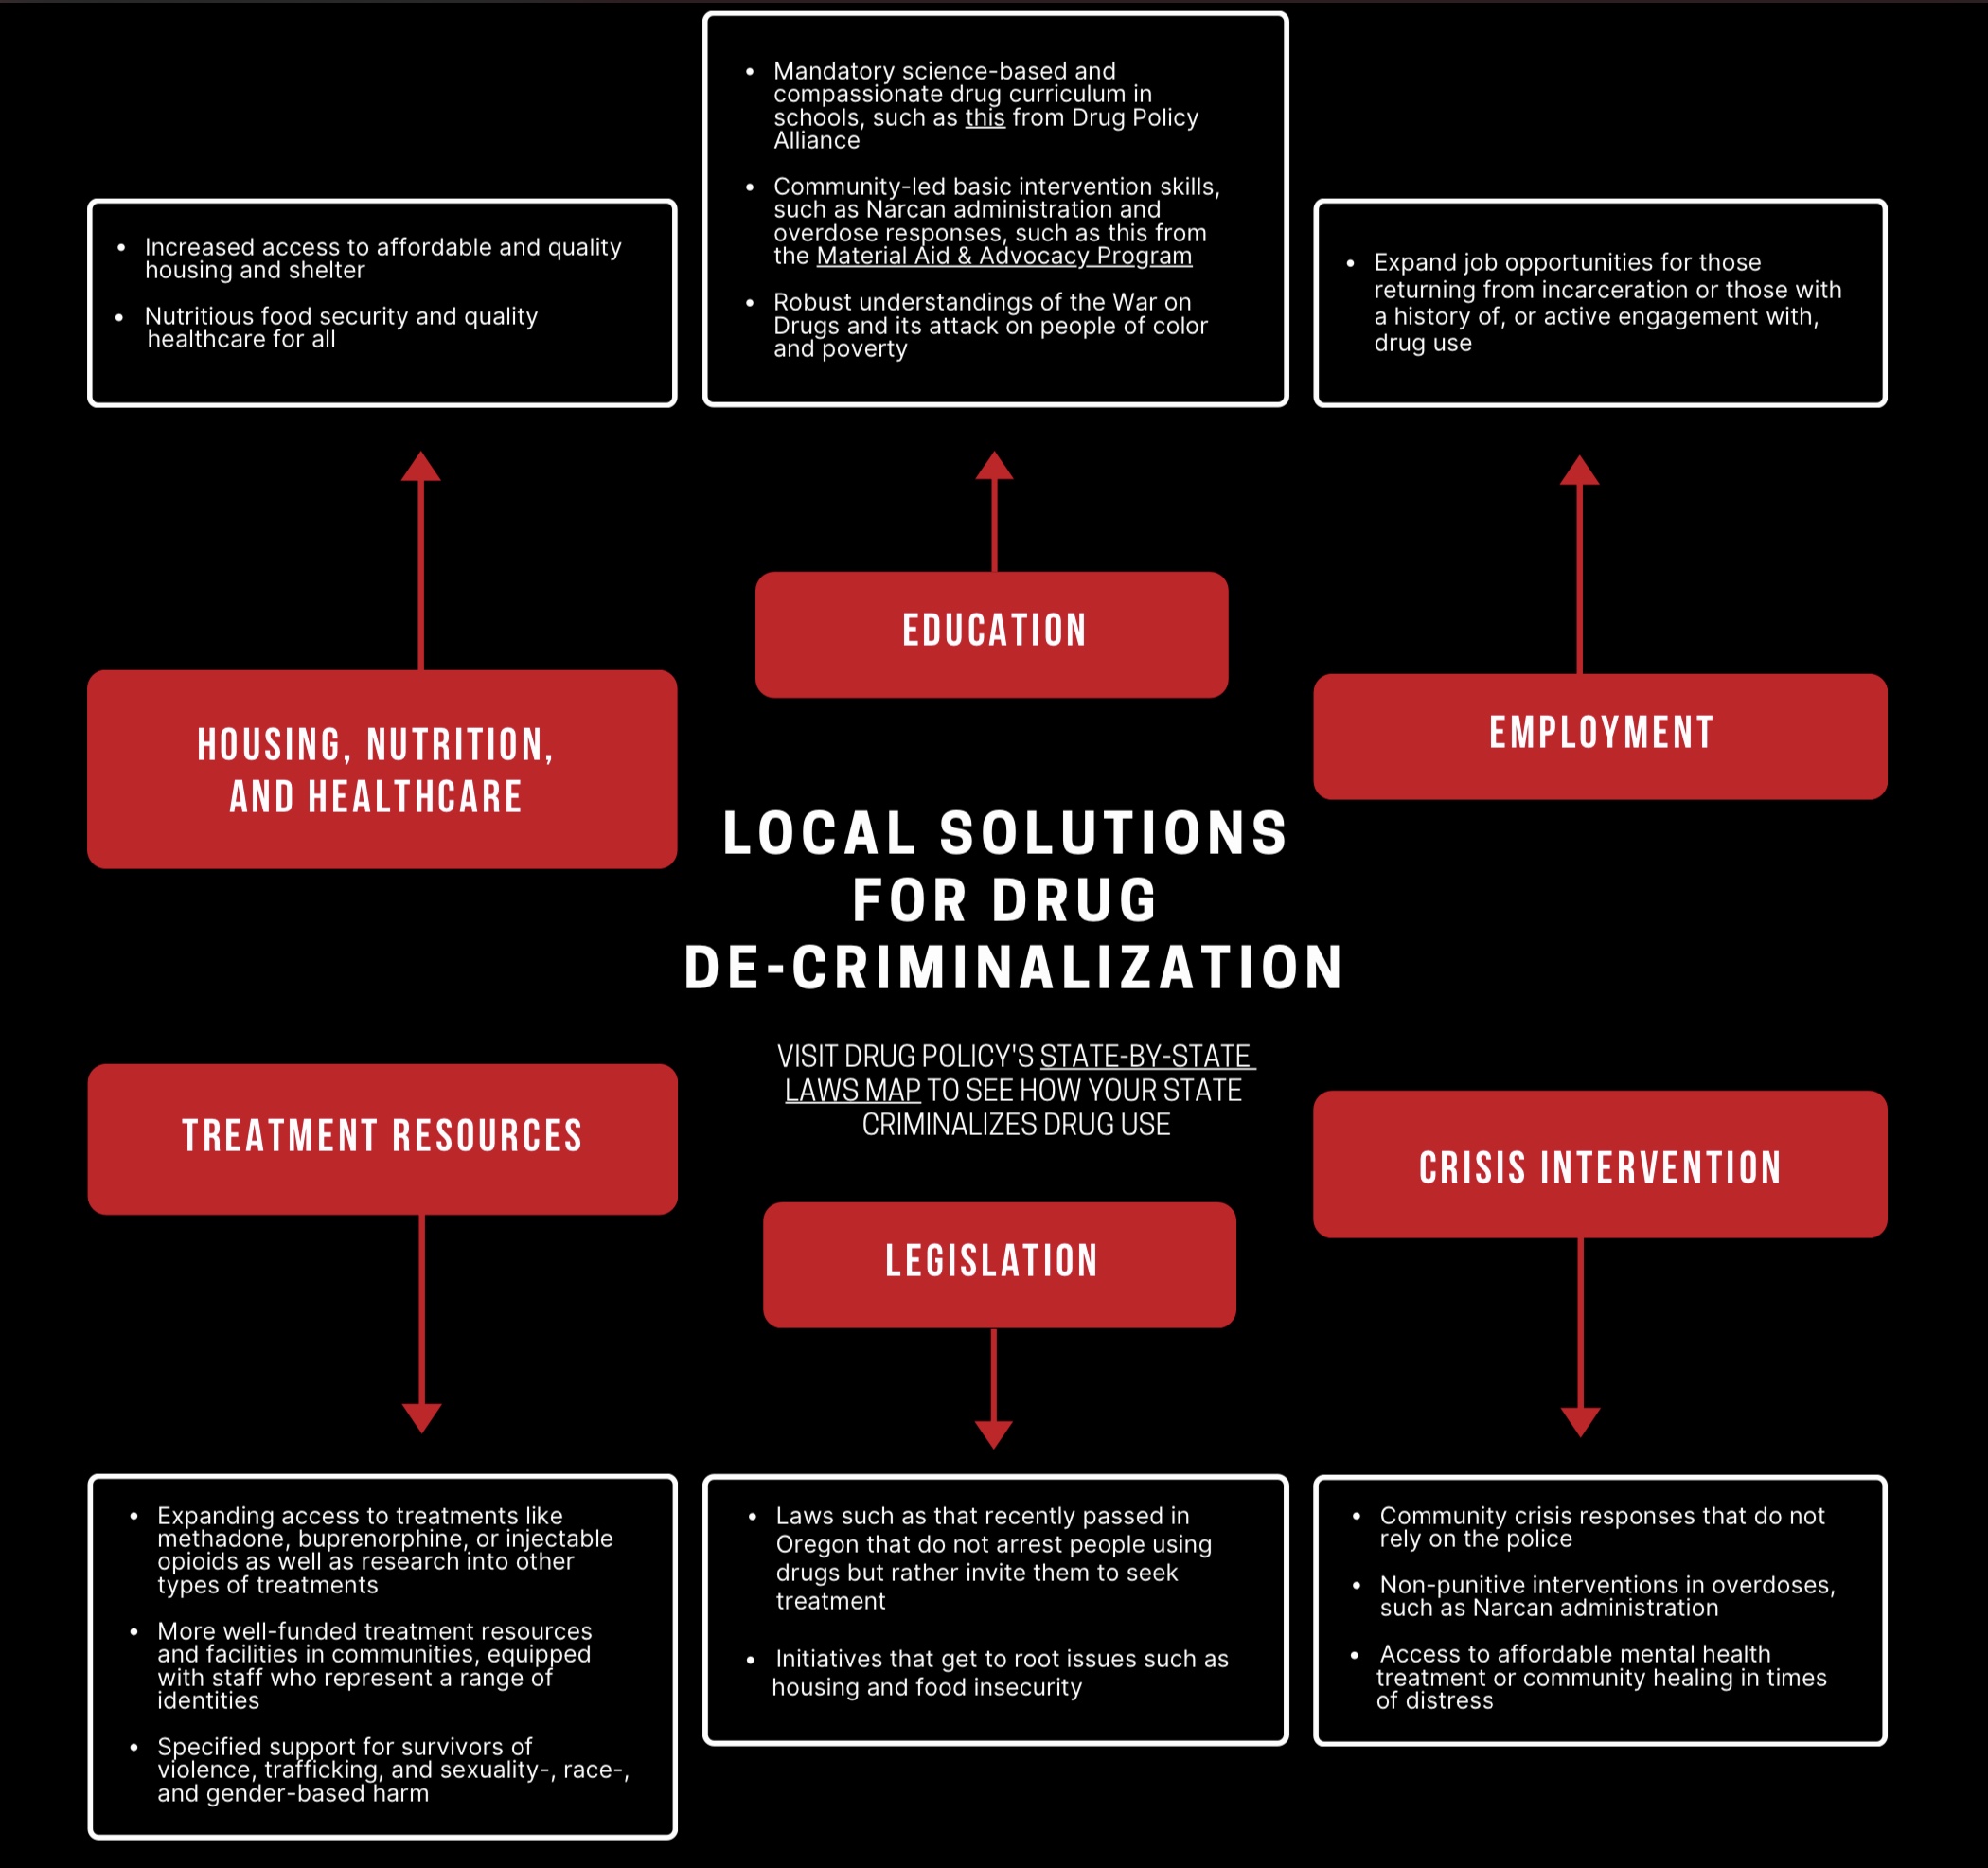 • Mandatory science-based and
compassionate drug curriculum in
schools, such as this from Drug Policy
Alliance
• Community-led basic intervention skills,
such as Narcan administration and
overdose responses, such as this from
the Material Aid & Advocacy Program
• Robust understandings of the War on
Drugs and its attack on people of color
and poverty
• Increased access to affordable and quality
housing and shelter
• Nutritious food security and quality
healthcare for all
• Expand job opportunities for those
returning from incarceration or those with
a history of, or active engagement with,
drug use
EDUCATION
HOUSING, NUTRITION,
AND HEALTHCARE
EMPLOYMENT
LOCAL SOLUTIONS
FOR DRUG
DE-CRIMINALIZATION
VISIT DRUG POLICY'S STATE-BY-STATE
LAWS MAP TO SEE HOW YOUR STATE
CRIMINALIZES DRUG USE
TREATMENT RESOURCES
CRISIS INTERVENTION
LEGISLATION
• Expanding access to treatments like
methadone, buprenorphine, or injectable
opioids as well as research into other
types of treatments
• More well-funded treatment resources
and facilities in communities, equipped
with staff who represent a range of
identities
• Specified support for survivors of
violence, trafficking, and sexuality-, race-,
and gender-based harm
• Laws such as that recently passed in
Oregon that do not arrest people using
drugs but rather invite them to seek
treatment
• Initiatives that get to root issues such as
housing and food insecurity
• Community crisis responses that do not
rely on the police
• Non-punitive interventions in overdoses,
such as Narcan administration
• Access to affordable mental health
treatment or community healing in times
of distress